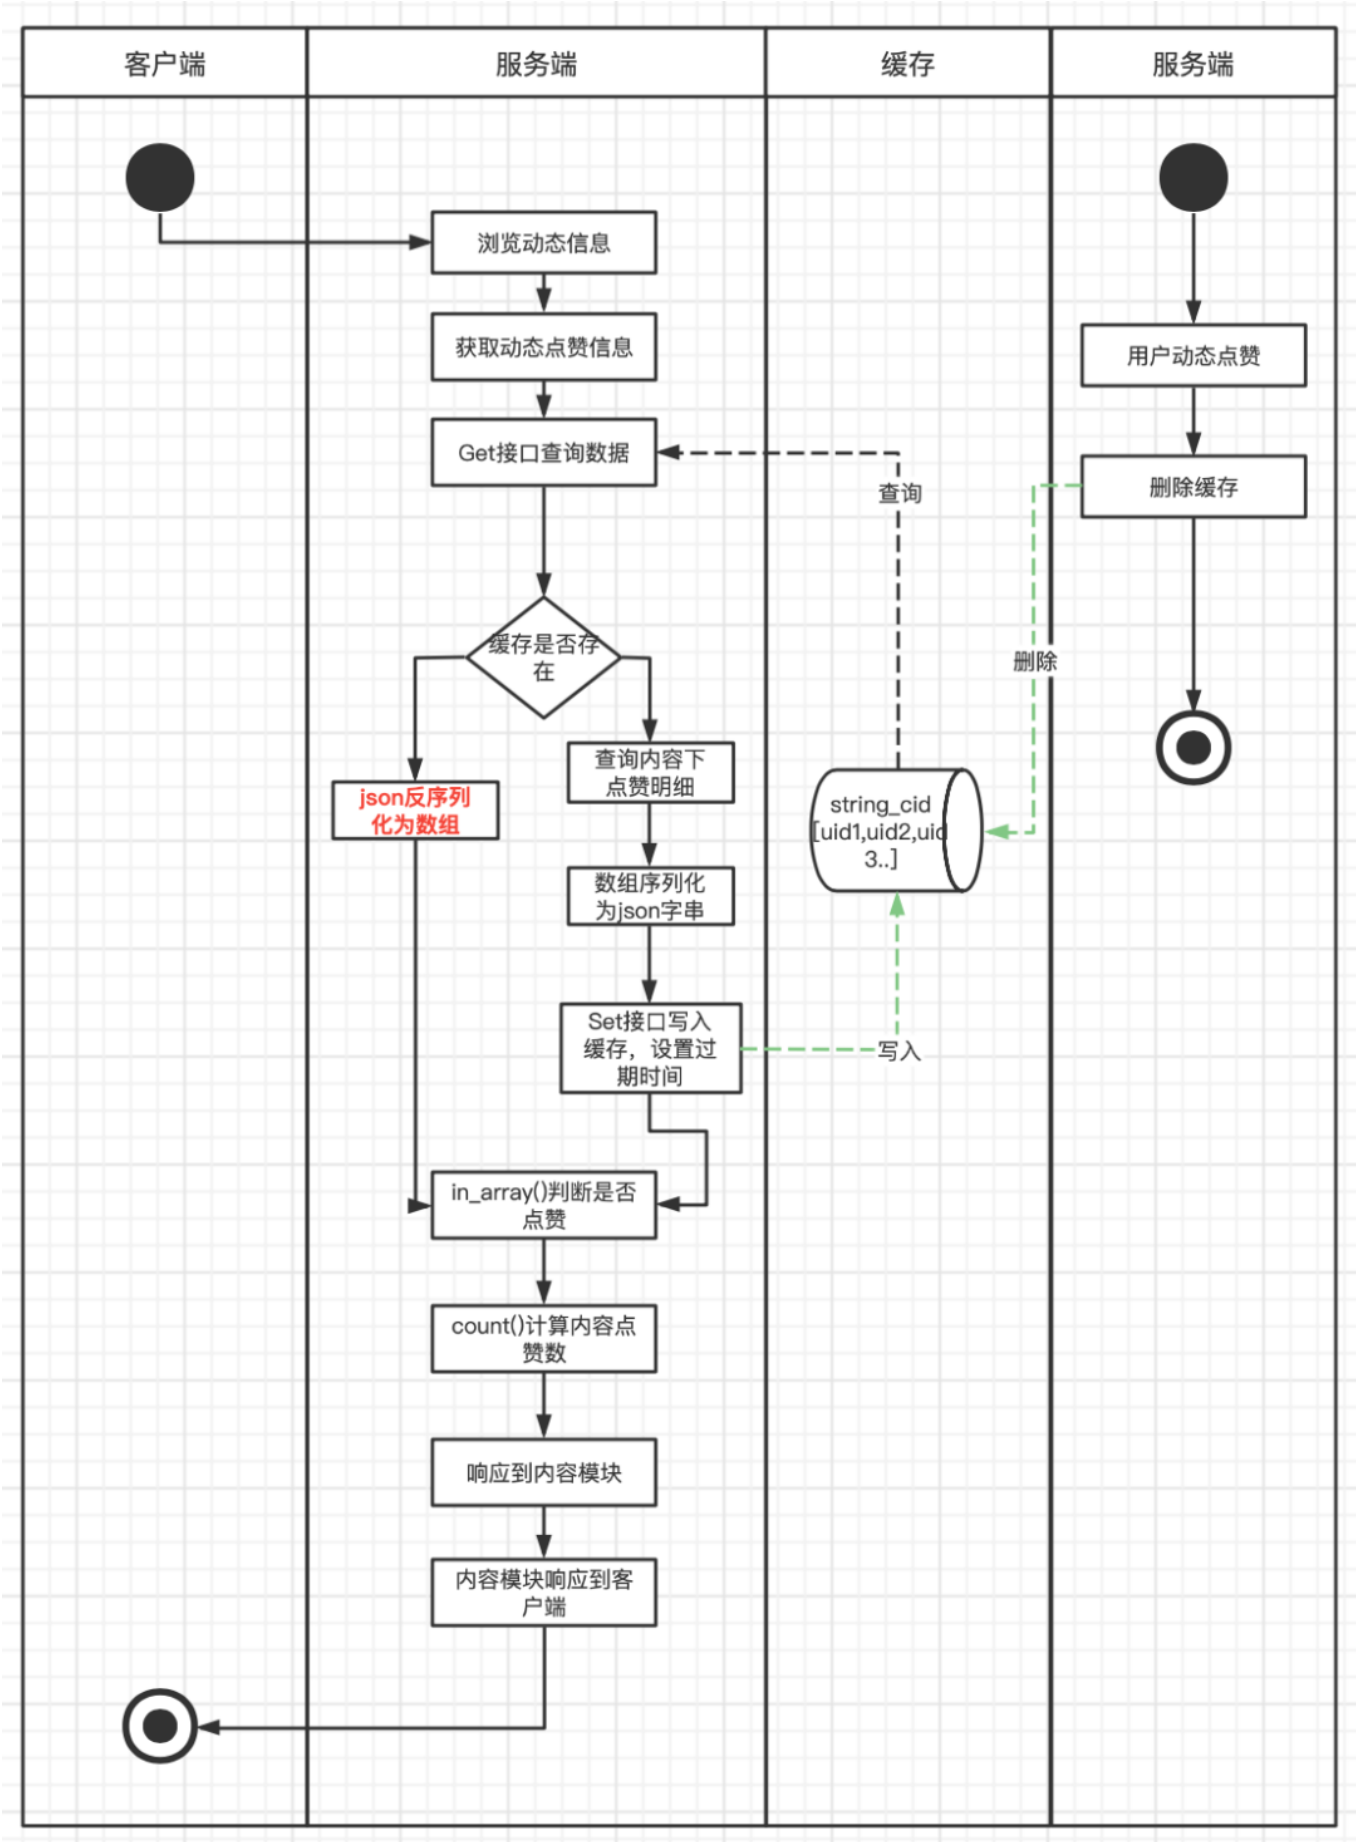 客户端
服务端
缓存
服务端
浏览动态信息
获取动态点赞信息
用户动态点赞
Get接口查询数据
查询
删除缓存
缓存是否存
在
删除
查询内容下
点赞明细
json反序列
化为数组
string_cid
[uid1,uid2,uid
3..]
数组序列化
为json字串
Set接口写入
缓存，设置过
期时间
写入
in_array()判断是否
点赞
count()计算内容点
赞数
响应到内容模块
内容模块响应到客
户端